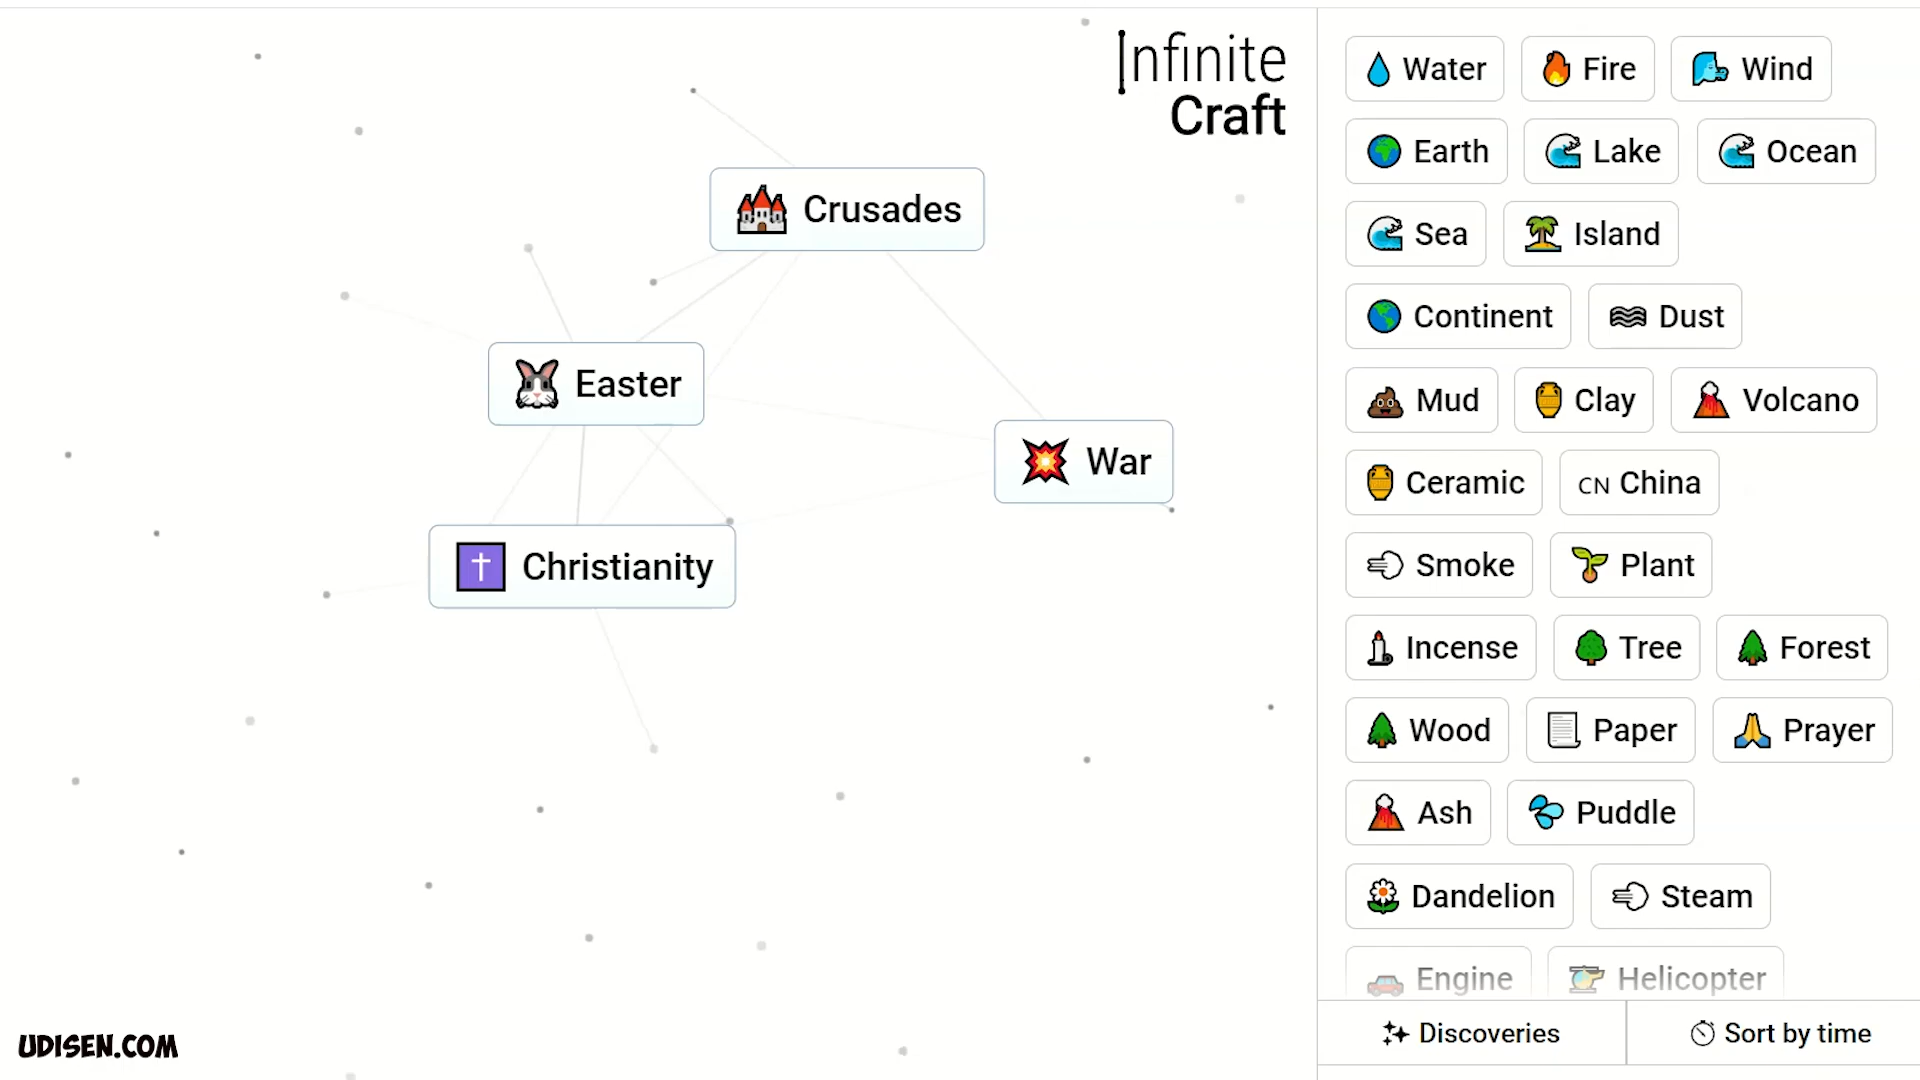 Infinite
Craft
Crusades
Easter
War
Christianity
Water Fire Wind
Earth Lake Ocean
Sea Island
Continent Dust
Mud Clay Volcano
Ceramic CN China
Smoke Plant
Incense Tree Forest
Wood Paper Prayer
Ash Puddle
Dandelion Steam
Engine Helicopter
Discoveries Sort by time
UDISEN.COM